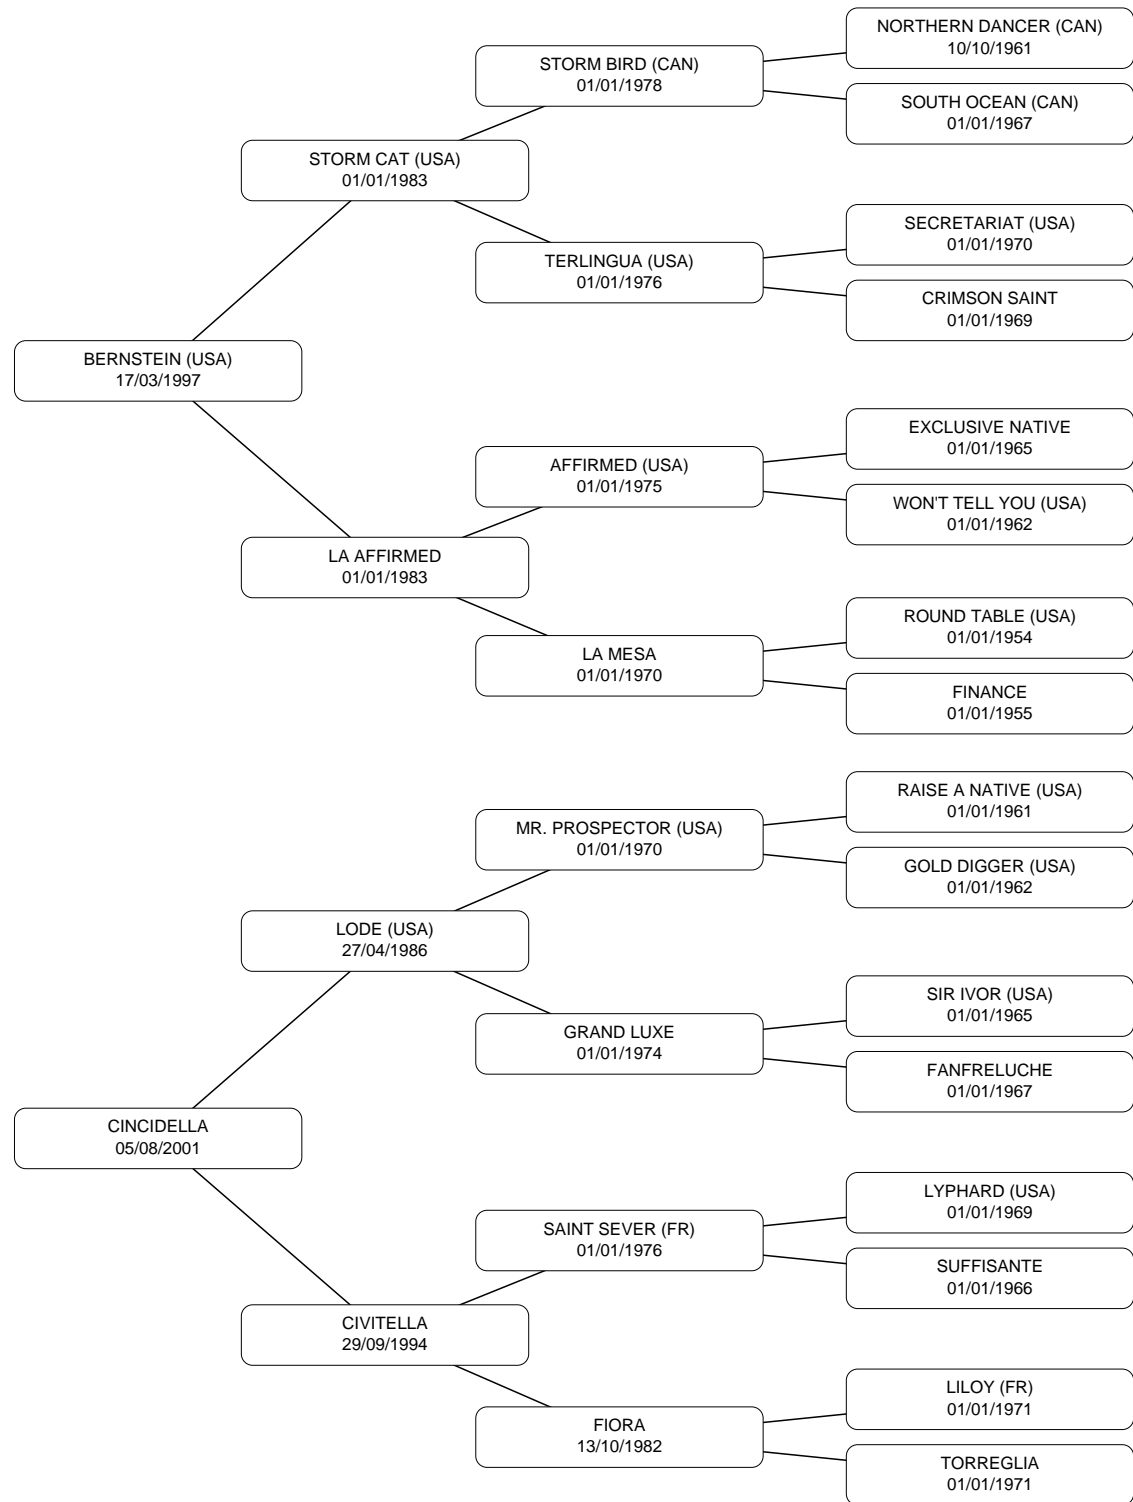 NORTHERN DANCER (CAN)
10/10/1961
STORM BIRD (CAN)
01/01/1978
SOUTH OCEAN (CAN)
01/01/1967
STORM CAT (USA)
01/01/1983
SECRETARIAT (USA)
01/01/1970
TERLINGUA (USA)
01/01/1976
CRIMSON SAINT
01/01/1969
BERNSTEIN (USA)
17/03/1997
EXCLUSIVE NATIVE
01/01/1965
AFFIRMED (USA)
01/01/1975
WON'T TELL YOU (USA)
01/01/1962
LA AFFIRMED
01/01/1983
ROUND TABLE (USA)
01/01/1954
LA MESA
01/01/1970
FINANCE
01/01/1955
RAISE A NATIVE (USA)
01/01/1961
MR. PROSPECTOR (USA)
01/01/1970
GOLD DIGGER (USA)
01/01/1962
LODE (USA)
27/04/1986
SIR IVOR (USA)
01/01/1965
GRAND LUXE
01/01/1974
FANFRELUCHE
01/01/1967
CINCIDELLA
05/08/2001
LYPHARD (USA)
01/01/1969
SAINT SEVER (FR)
01/01/1976
SUFFISANTE
01/01/1966
CIVITELLA
29/09/1994
LILOY (FR)
01/01/1971
FIORA
13/10/1982
TORREGLIA
01/01/1971